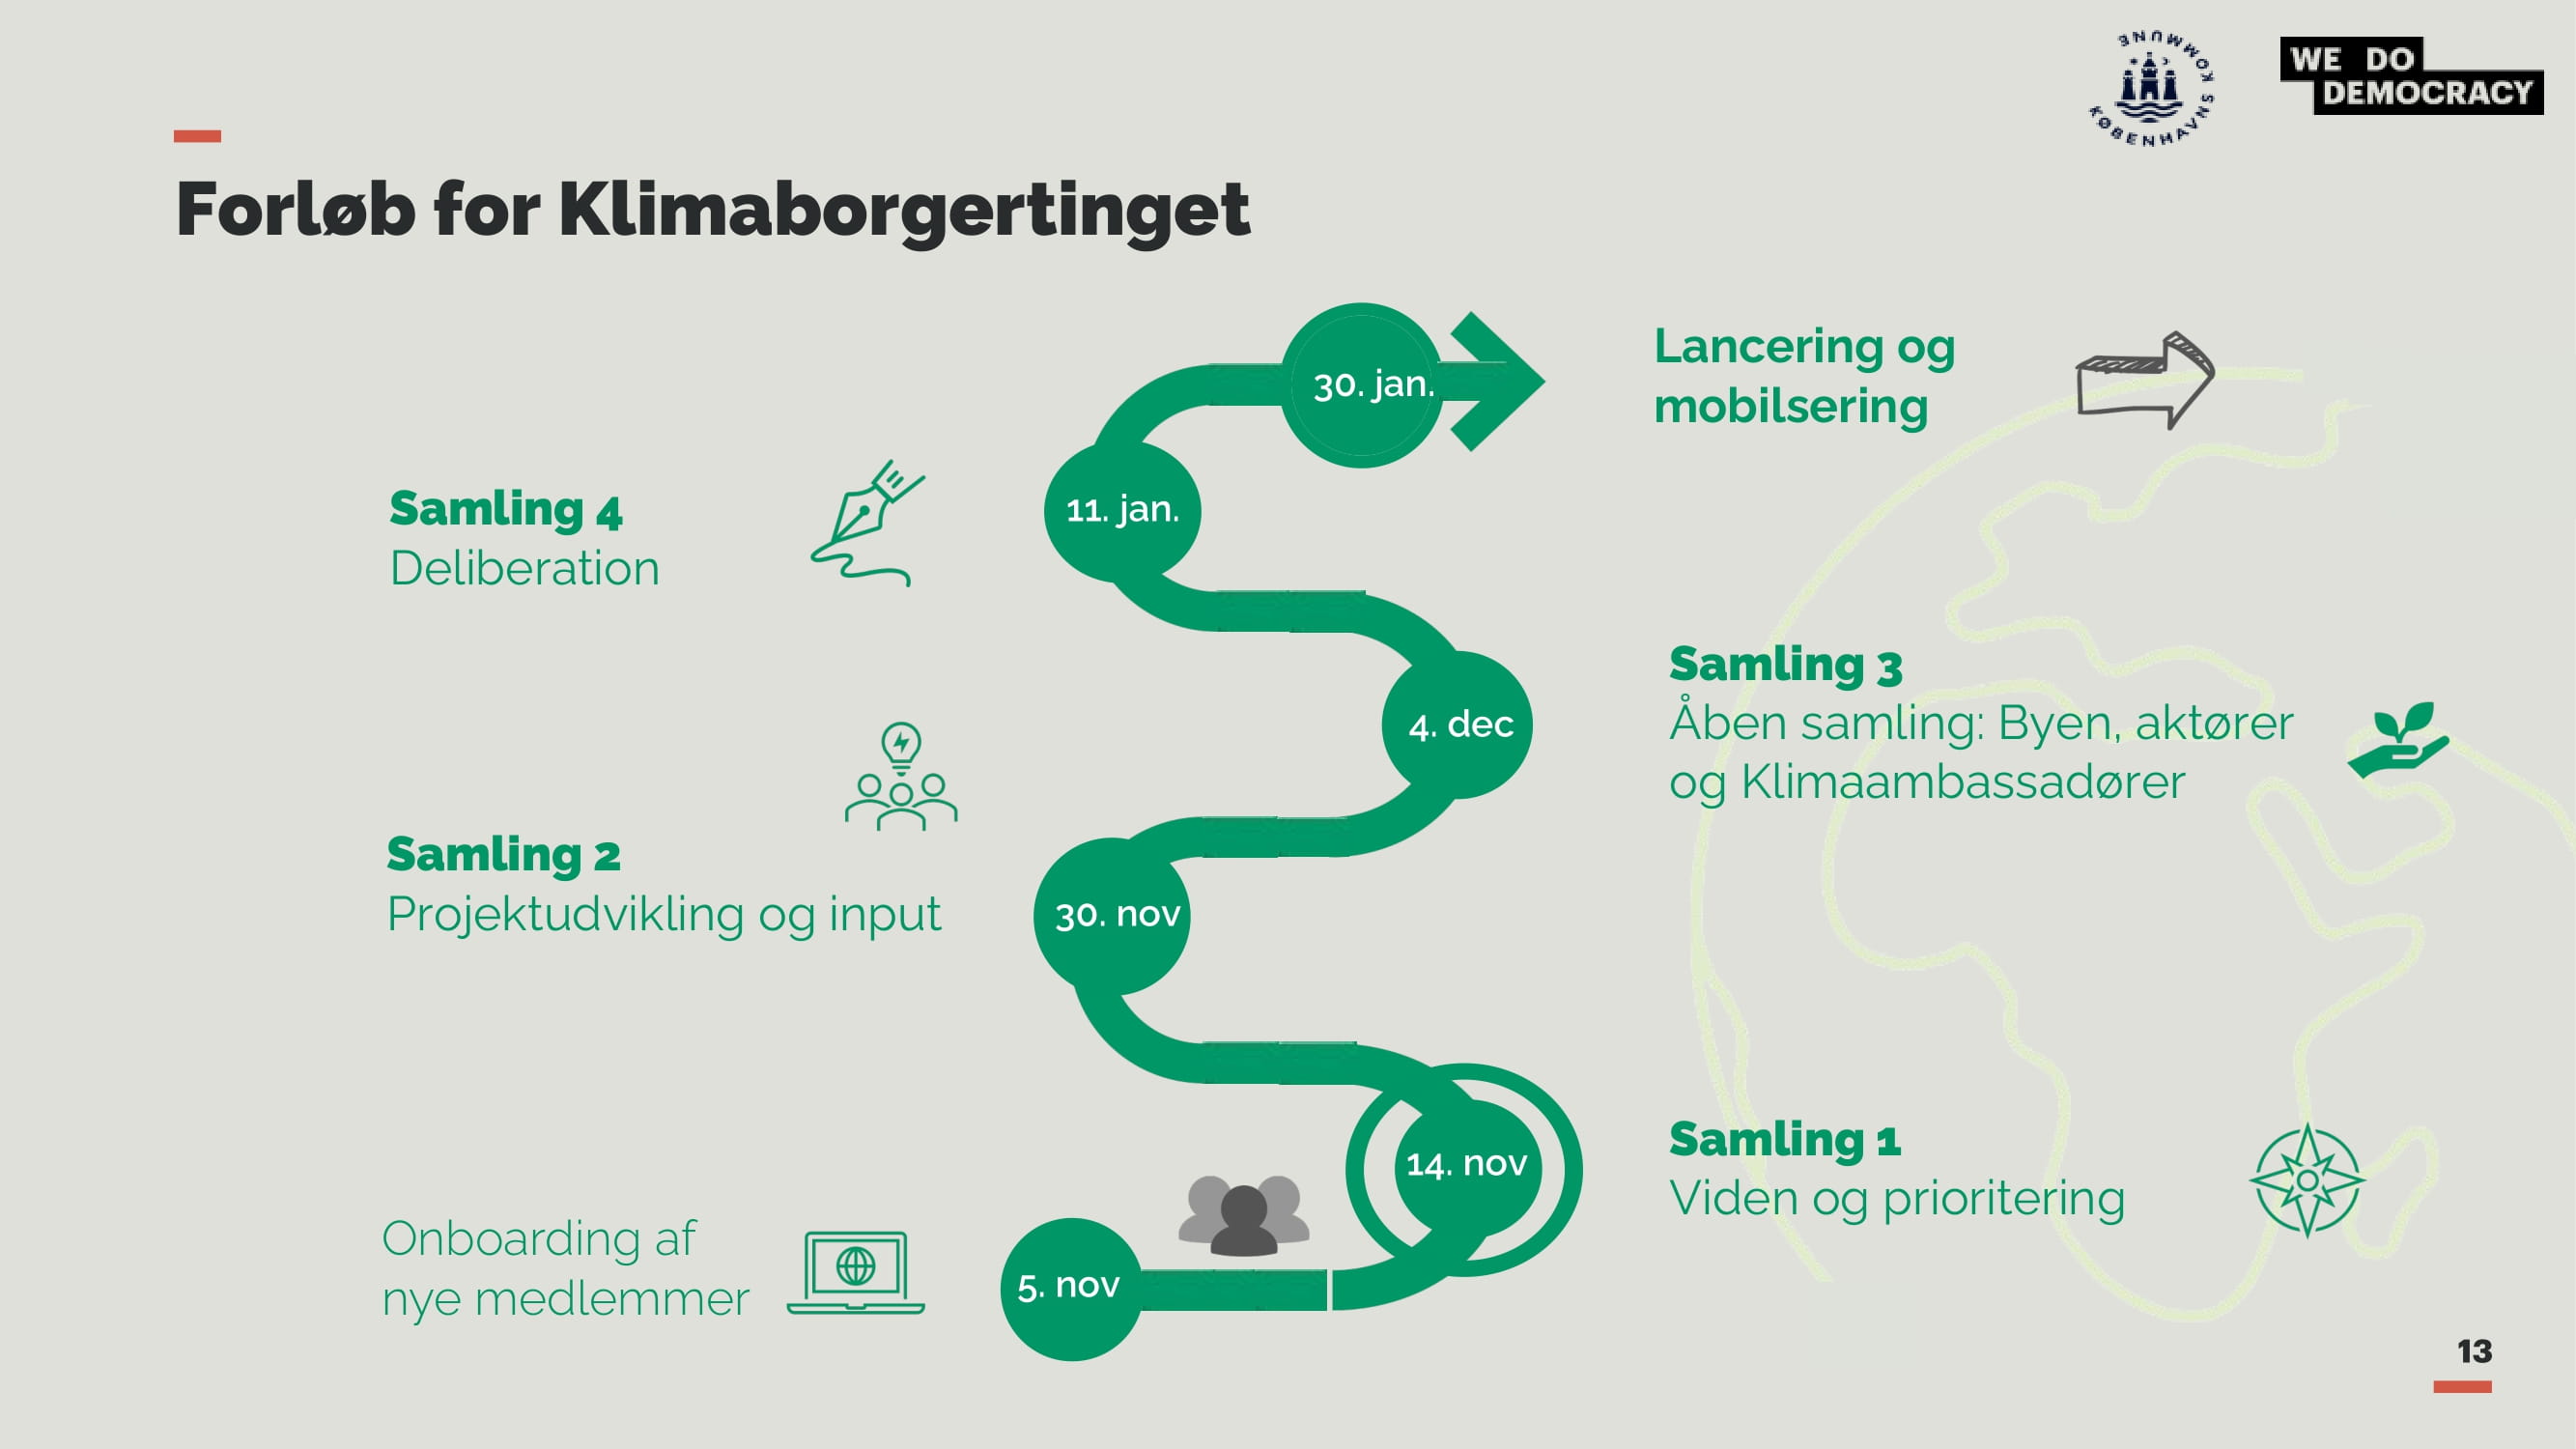 KØBENHAVNS KOMMUNE
WE DO
DEMOCRACY
Forløb for Klimaborgertinget
30. jan.
Lancering og
mobilsering
Samling 4
Deliberation
11. jan.
Samling 3
Åben samling: Byen, aktører
og Klimaambassadører
4. dec
Samling 2
Projektudvikling og input
30. nov
Samling 1
Viden og prioritering
14. nov
Onboarding af
nye medlemmer
5. nov
13